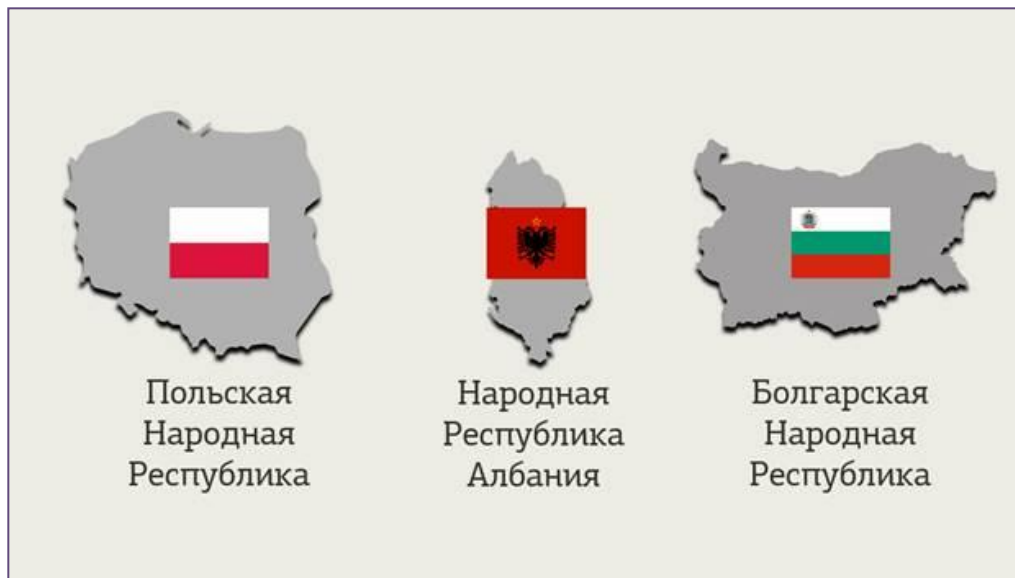 Польская
Народная
Республика
Народная
Республика
Албания
Болгарская
Народная
Республика